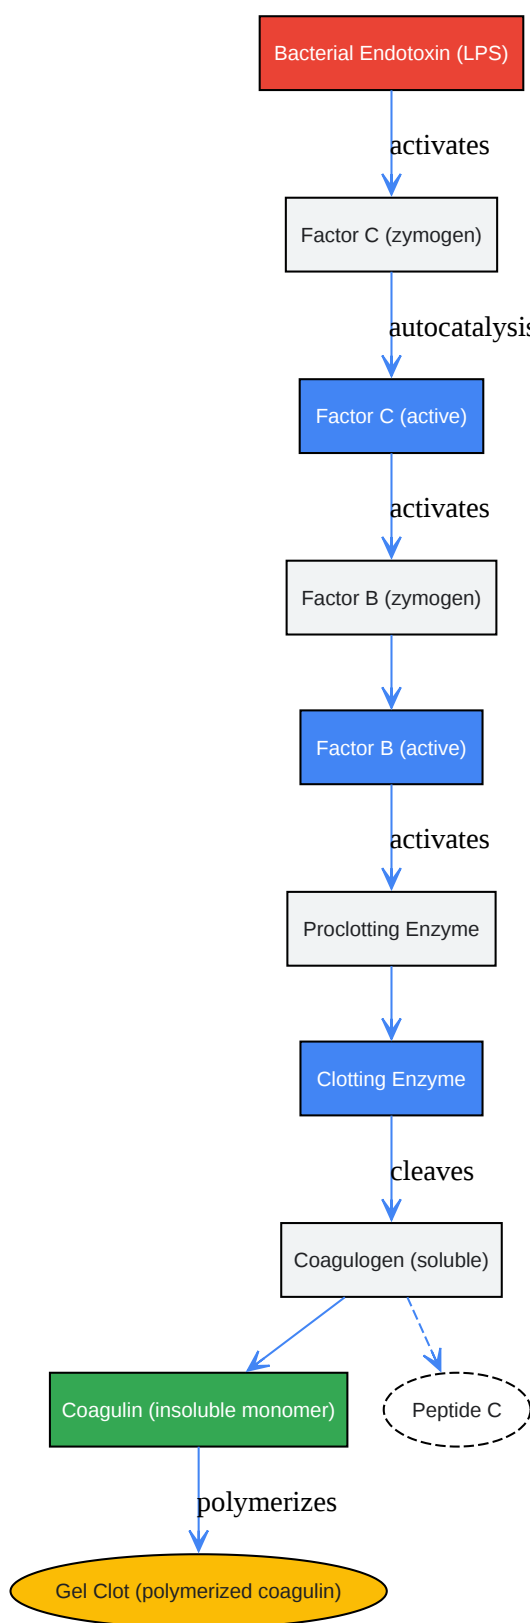 Bacterial Endotoxin (LPS)
activates
Factor C (zymogen)
autocatalysis
Factor C (active)
activates
Factor B (zymogen)
Factor B (active)
activates
Proclotting Enzyme
Clotting Enzyme
cleaves
Coagulogen (soluble)
Coagulin (insoluble monomer)
Peptide C
polymerizes
Gel Clot (polymerized coagulin)